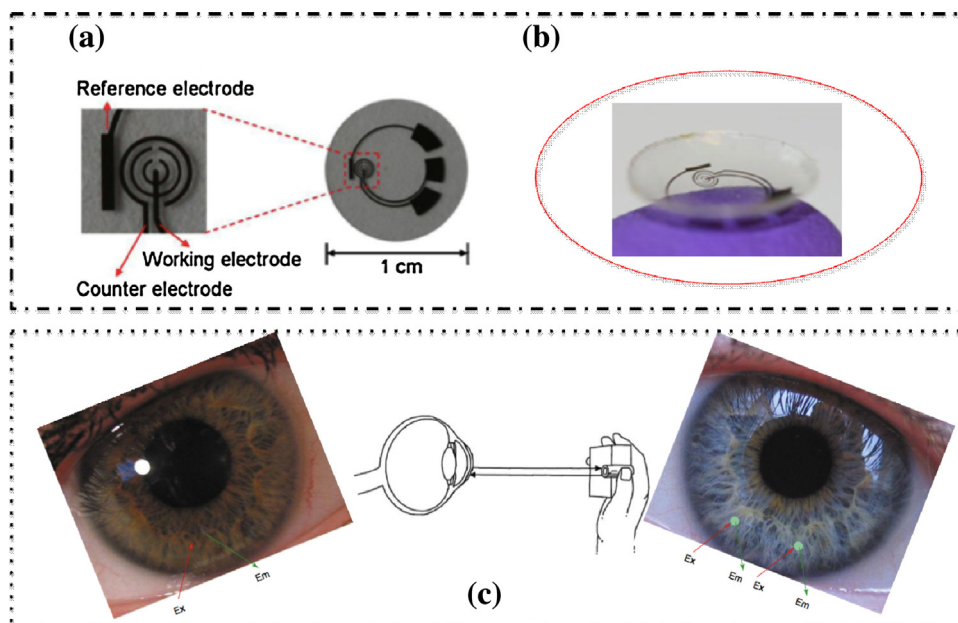 (a)
(b)
Reference electrode
Working electrode
1 cm
Counter electrode
Ex
Em
Ex
Em
Ex
Em
(c)